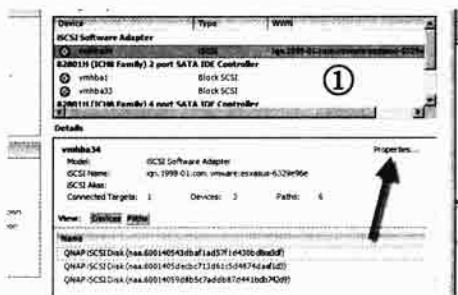 Device Type WWN
iSCSI Software Adapter
iSCSI
82801H (ICH8 Family) 2 port SATA IDE Controller
vmhba1 Block SCSI
vmhba33 Block SCSI
①
82801H (ICH8 Family) 4 port SATA IDE Controller
Details
vmhba34 Properties...
Model: iSCSI Software Adapter
iSCSI Name: iqn.1998-01.com.vmware:esxasus-6329e96e
iSCSI Alias:
Connected Targets: 1 Devices: 3 Paths: 6
View: Devices Paths
Name
QNAP iSCSI Disk
QNAP iSCSI Disk
QNAP iSCSI Disk